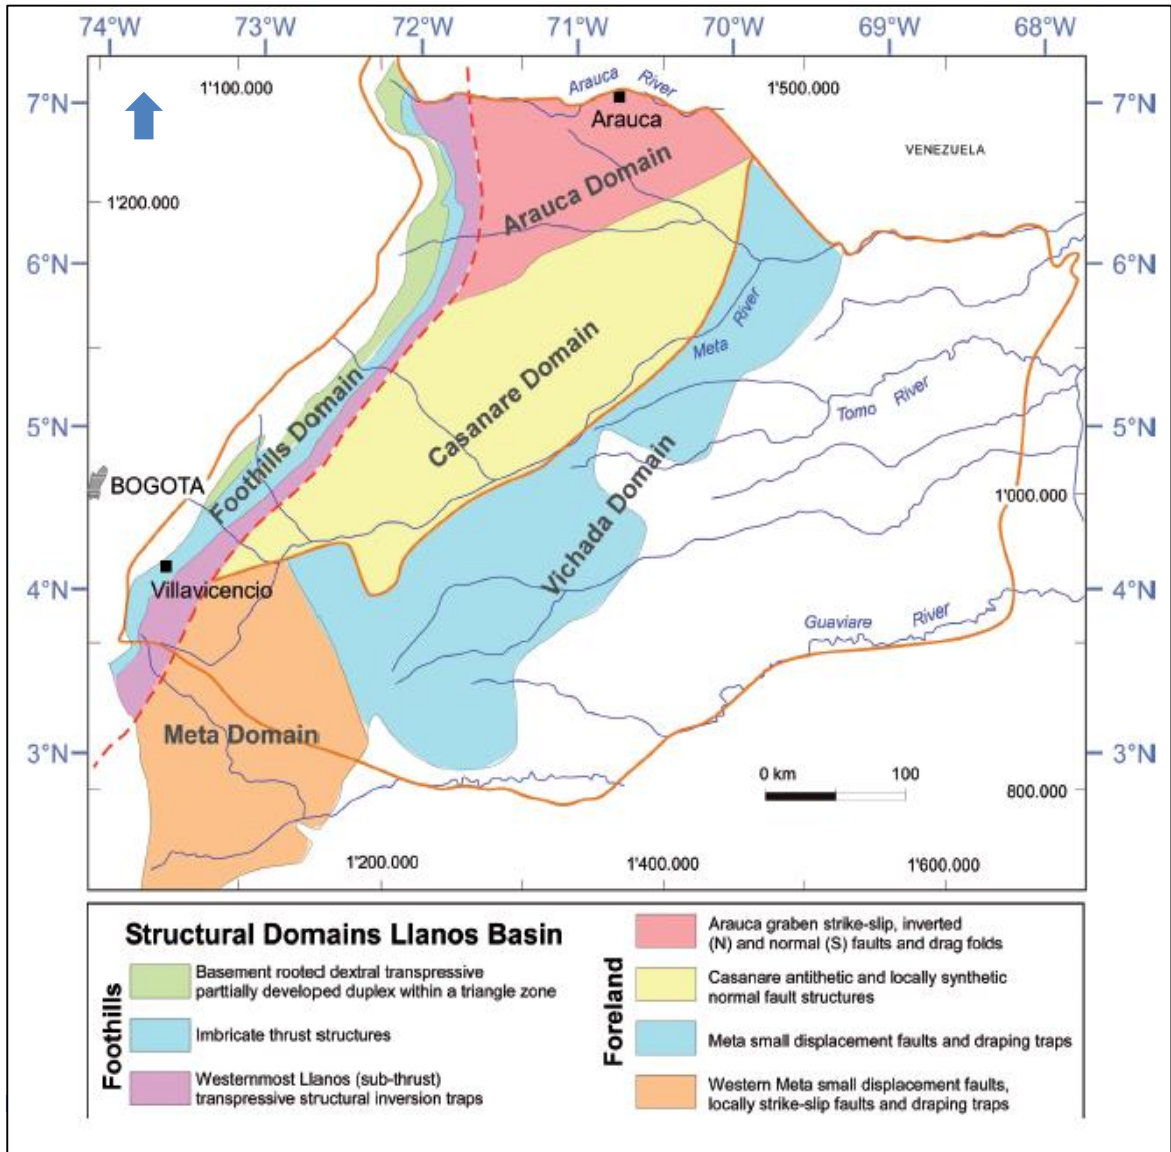 74°W 73°W 72°W 71°W 70°W 69°W 68°W
7°N
7°N
1'100.000
Arauca River
1'500.000
Arauca
VENEZUELA
Arauca Domain
1'200.000
6°N
6°N
Meta River
Casanare Domain
Tomo River
5°N
5°N
Foothills Domain
BOGOTA
Vichada Domain
1'000.000
4°N
4°N
Villavicencio
Guaviare River
Meta Domain
3°N
3°N
0 km 100
800.000
1'200.000
1'400.000
1'600.000
Structural Domains Llanos Basin
Foothills
Basement rooted dextral transpressive
partially developed duplex within a triangle zone
Imbricate thrust structures
Westernmost Llanos (sub-thrust)
transpressive structural inversion traps
Foreland
Arauca graben strike-slip, inverted
(N) and normal (S) faults and drag folds
Casanare antithetic and locally synthetic
normal fault structures
Meta small displacement faults and draping traps
Western Meta small displacement faults,
locally strike-slip faults and draping traps